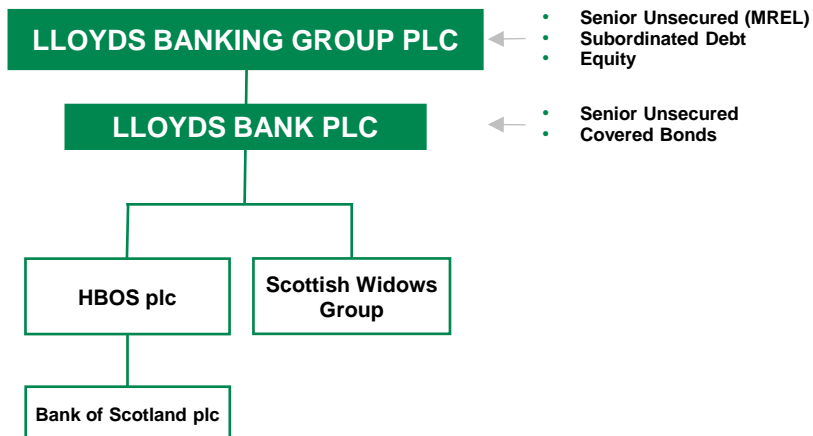 LLOYDS BANKING GROUP PLC
• Senior Unsecured (MREL)
• Subordinated Debt
• Equity
LLOYDS BANK PLC
• Senior Unsecured
• Covered Bonds
HBOS plc
Scottish Widows
Group
Bank of Scotland plc